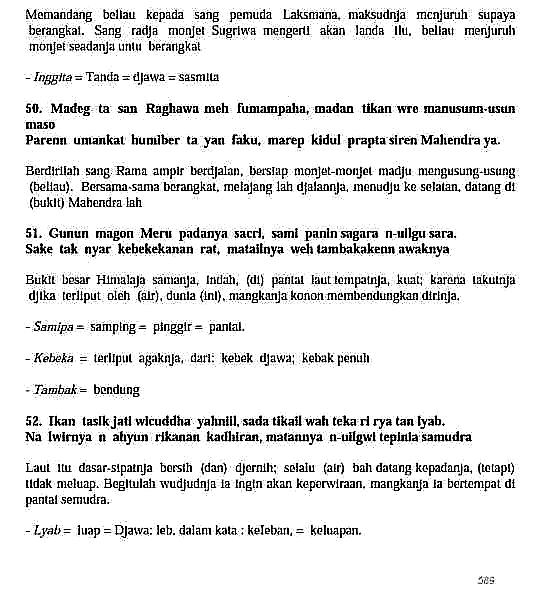 Memandang beliau kepada sang pemuda Laksmana, maksudnja menjuruh supaya
berangkat. Sang radja monjet Sugriwa mengerti akan tanda itu, beliau menjuruh
monjet seadanja untu berangkat
- Inggita = Tanda = djawa = sasmita
50. Madeg ta san Raghawa meh fumampaha, madan tikan wre manusunn-usun
maso
Parenn umankat humiber ta yan faku, marep kidul prapta siren Mahendra ya.
Berdirilah sang Rama ampir berdjalan, bersiap monjet-monjet madju mengusung-usung
(beliau). Bersama-sama berangkat, melajang lah djalannja, menudju ke selatan, datang di
(bukit) Mahendra lah
51. Gunun magon Meru padanya sacri, sami panin sagara n-uligu sara.
Sake tak nyar kebekekanan rat, matailnya weh tambakakenn awaknya
Bukit besar Himalaja samanja, indah, (di) pantai laut tempatnja, kuat; karena takutnja
djika terliput oleh (air), dunia (ini), mangkanja konon membendungkan dirinja.
- Samipa = samping = pinggir = pantai.
- Kebeka = terliput agaknja, dari: kebek djawa; kebak penuh
- Tambak = bendung
52. Ikan tasik jati wicuddha yahnill, sada tikail wah teka ri rya tan lyab.
Na lwirnya n ahyun rikanan kadhiran, matannya n-uilgwi tepinla samudra
Laut itu dasar-sipatnja bersih (dan) djernih; selalu (air) bah datang kepadanja, (tetapi)
tidak meluap. Begitulah wudjudnja ia ingin akan keperwiraan, mangkanja ia bertempat di
pantai semudra.
- Lyab = luap = Djawa: leb. dalam kata : keleban, = keluapan.
589